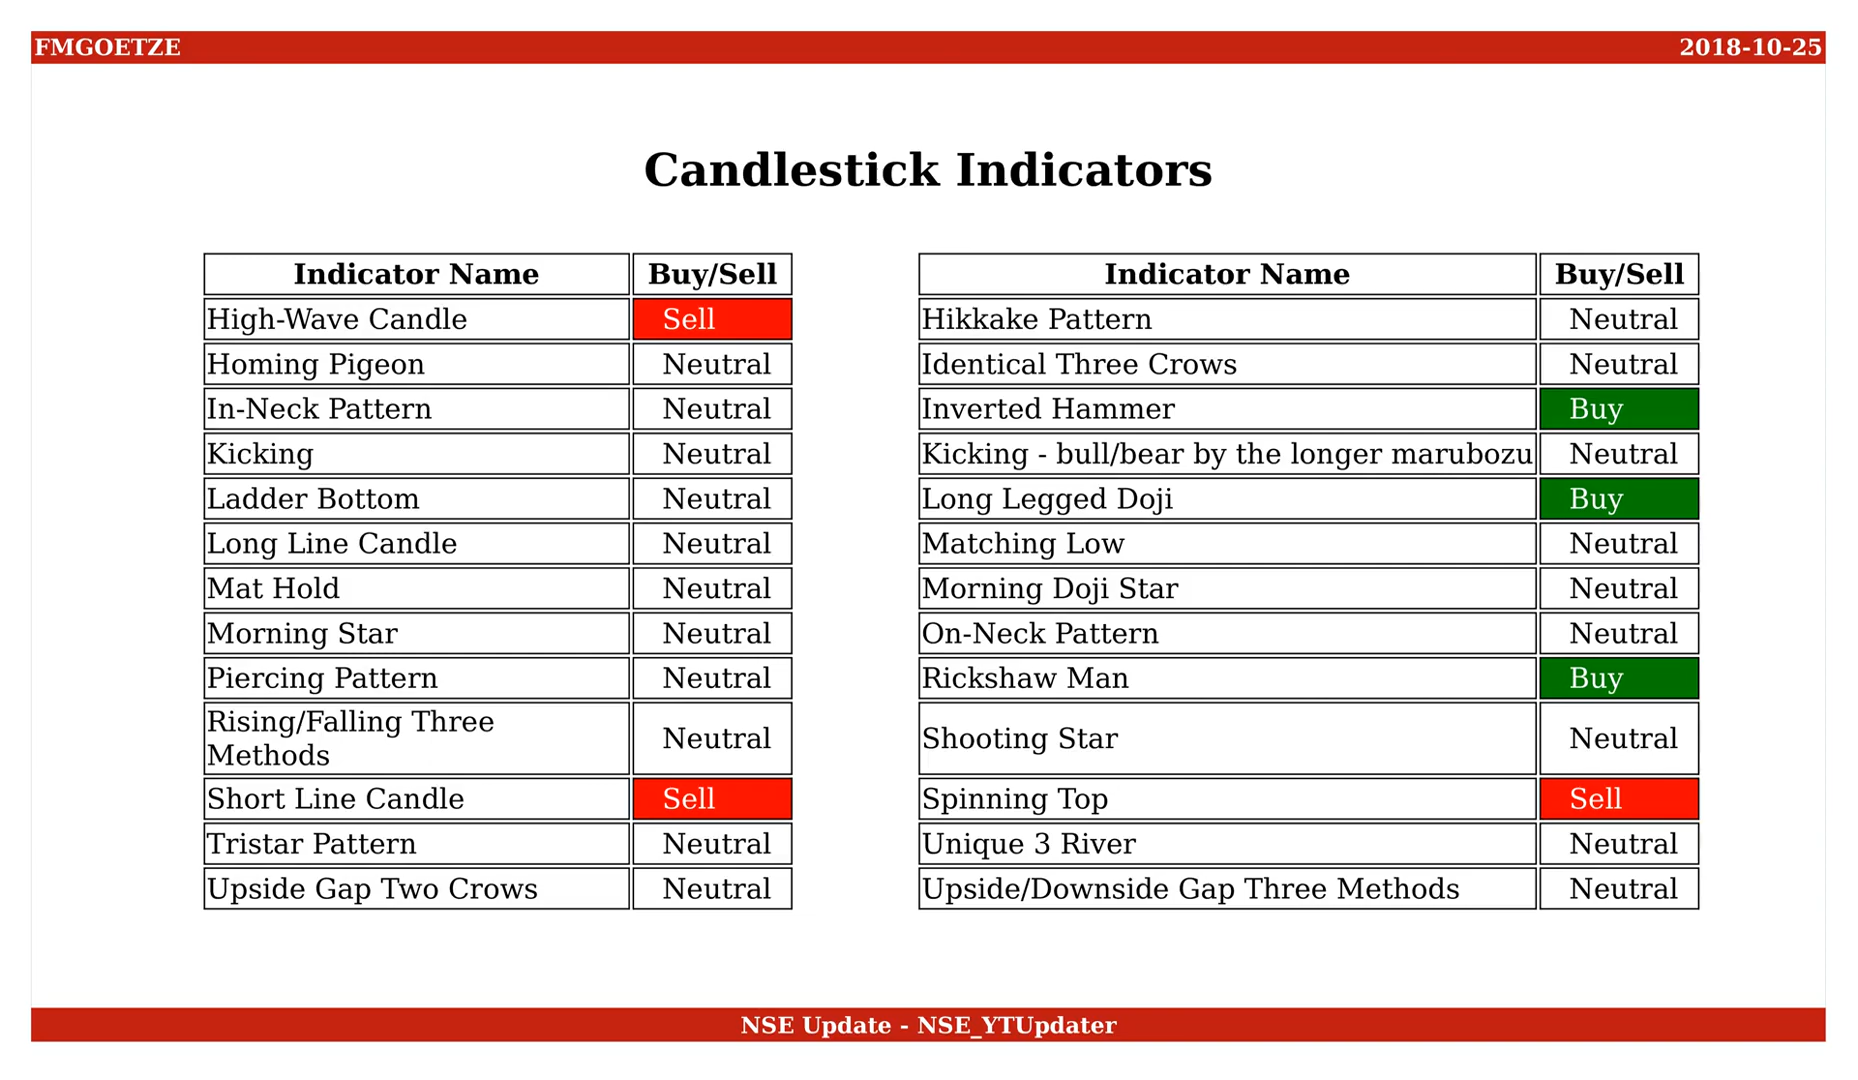 FMGOETZE
2018-10-25
Candlestick Indicators
Indicator Name Buy/Sell
High-Wave Candle Sell
Homing Pigeon Neutral
In-Neck Pattern Neutral
Kicking Neutral
Ladder Bottom Neutral
Long Line Candle Neutral
Mat Hold Neutral
Morning Star Neutral
Piercing Pattern Neutral
Rising/Falling Three
Methods Neutral
Short Line Candle Sell
Tristar Pattern Neutral
Upside Gap Two Crows Neutral
Indicator Name Buy/Sell
Hikkake Pattern Neutral
Identical Three Crows Neutral
Inverted Hammer Buy
Kicking - bull/bear by the longer marubozu Neutral
Long Legged Doji Buy
Matching Low Neutral
Morning Doji Star Neutral
On-Neck Pattern Neutral
Rickshaw Man Buy
Shooting Star Neutral
Spinning Top Sell
Unique 3 River Neutral
Upside/Downside Gap Three Methods Neutral
NSE Update - NSE_YTUpdater